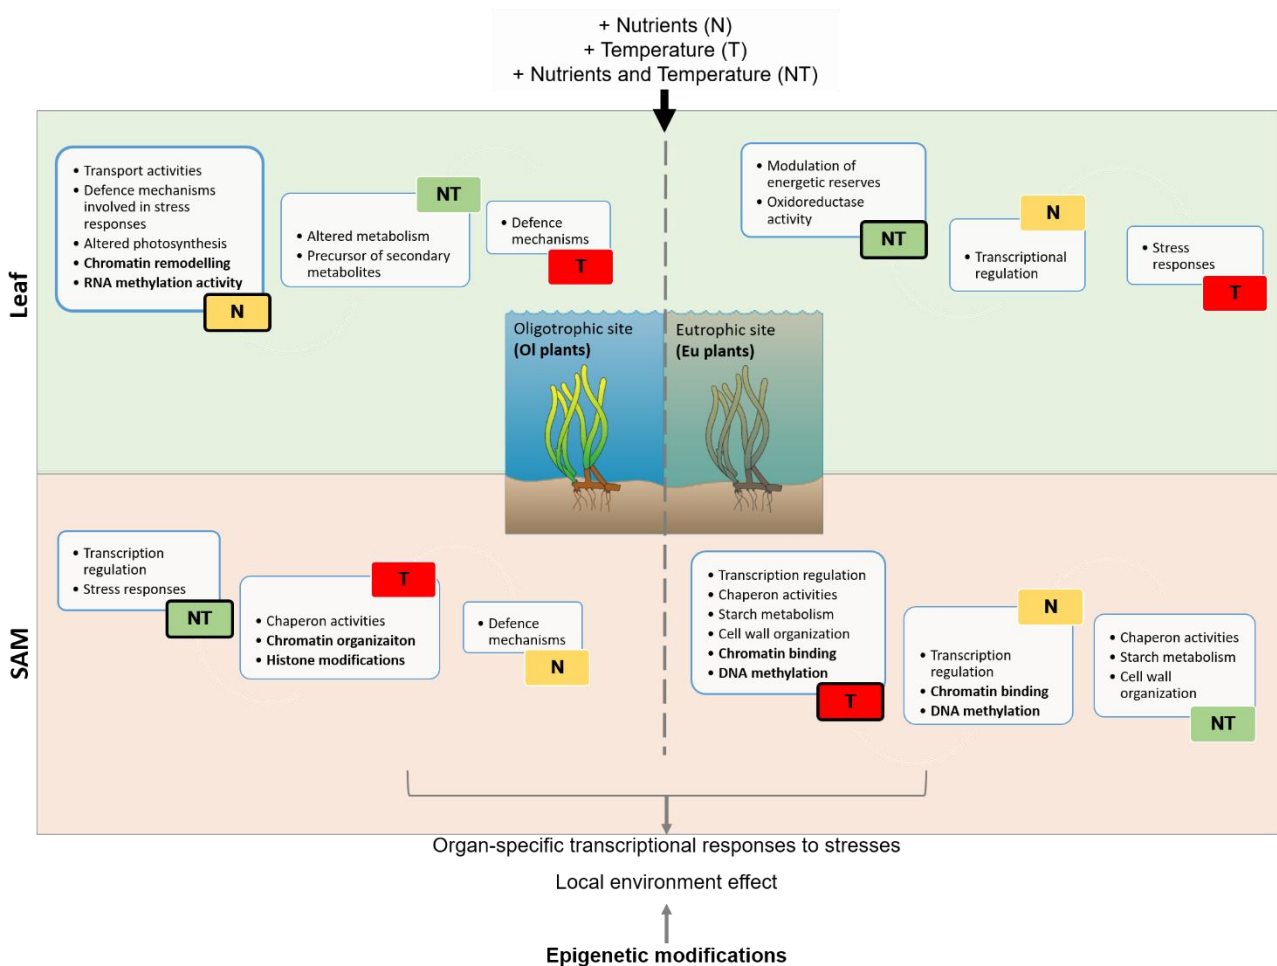 + Nutrients (N)
+ Temperature (T)
+ Nutrients and Temperature (NT)
Leaf
• Transport activities
• Defence mechanisms
involved in stress
responses
• Altered photosynthesis
• Chromatin remodelling
• RNA methylation activity
N
NT
• Altered metabolism
• Precursor of secondary
metabolites
• Defence
mechanisms
T
• Modulation of
energetic reserves
• Oxidoreductase
activity
NT
N
• Transcriptional
regulation
• Stress
responses
T
Oligotrophic site
(Ol plants)
Eutrophic site
(Eu plants)
SAM
• Transcription
regulation
• Stress responses
NT
T
• Chaperon activities
• Chromatin organizaiton
• Histone modifications
• Defence
mechanisms
N
• Transcription regulation
• Chaperon activities
• Starch metabolism
• Cell wall organization
• Chromatin binding
• DNA methylation
T
N
• Transcription
regulation
• Chromatin binding
• DNA methylation
• Chaperon activities
• Starch metabolism
• Cell wall
organization
NT
Organ-specific transcriptional responses to stresses
Local environment effect
Epigenetic modifications